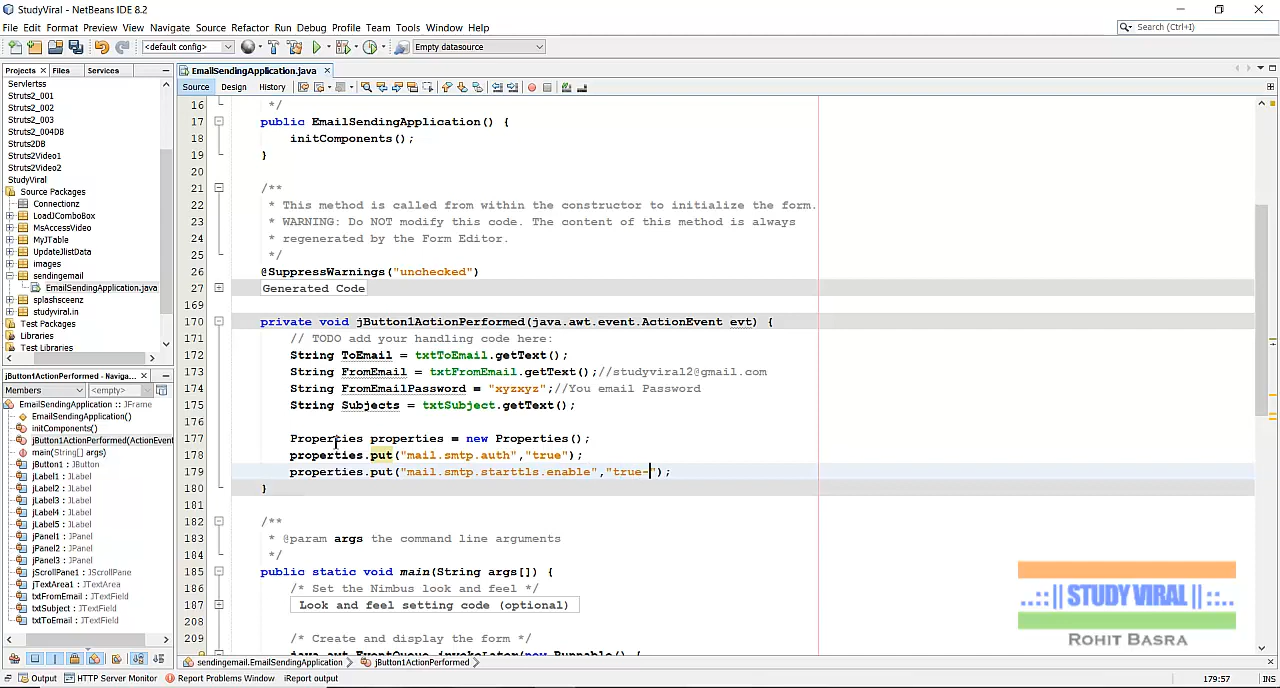 StudyViral - NetBeans IDE 8.2
File Edit Format Navigate Preview View Navigate Source Refactor Run Debug Profile Team Tools Window Help
Search (Ctrl+I)
<default config>
Empty datasource
Projects Files Services
EmailSendingApplication.java
Source Design History
Servlertss
Struts2_001
Struts2_002
Struts2_003
Struts2_004DB
Struts2DB
Struts2Video1
Struts2Video2
StudyViral
Source Packages
Connectionz
LoadJComboBox
MsAccessVideo
MyJTable
UpdateJlistData
images
sendingemail
EmailSendingApplication.java
splashsceenz
studyviral.in
Test Packages
Libraries
Test Libraries
jButton1ActionPerformed - Naviga...
Members <empty>
EmailSendingApplication :: JFrame
EmailSendingApplication()
initComponents()
jButton1ActionPerformed(ActionEvent
main(String[] args)
jButton1 : JButton
jLabel1 : JLabel
jLabel2 : JLabel
jLabel3 : JLabel
jLabel4 : JLabel
jLabel5 : JLabel
jPanel1 : JPanel
jPanel2 : JPanel
jPanel3 : JPanel
jScrollPane1 : JScrollPane
jTextArea1 : JTextArea
txtFromEmail : JTextField
txtSubject : JTextField
txtToEmail : JTextField
16 */
17 public EmailSendingApplication() {
18 initComponents();
19 }
20
21 /**
22 * This method is called from within the constructor to initialize the form.
23 * WARNING: Do NOT modify this code. The content of this method is always
24 * regenerated by the Form Editor.
25 */
26 @SuppressWarnings("unchecked")
27 Generated Code
169
170 private void jButton1ActionPerformed(java.awt.event.ActionEvent evt) {
171 // TODO add your handling code here:
172 String ToEmail = txtToEmail.getText();
173 String FromEmail = txtFromEmail.getText();//studyviral2@gmail.com
174 String FromEmailPassword = "xyzxyz";//You email Password
175 String Subjects = txtSubject.getText();
176
177 Properties properties = new Properties();
178 properties.put("mail.smtp.auth","true");
179 properties.put("mail.smtp.starttls.enable","true-");
180 }
181
182 /**
183 * @param args the command line arguments
184 */
185 public static void main(String args[]) {
186 /* Set the Nimbus look and feel */
187 Look and feel setting code (optional)
208
209 /* Create and display the form */
java.awt.EventQueue.invokeLater(new Runnable() {
..::|| STUDY VIRAL ||::..
ROHIT BASRA
sendingemail.EmailSendingApplication jButton1ActionPerformed
Output HTTP Server Monitor Report Problems Window iReport output
179:57 INS